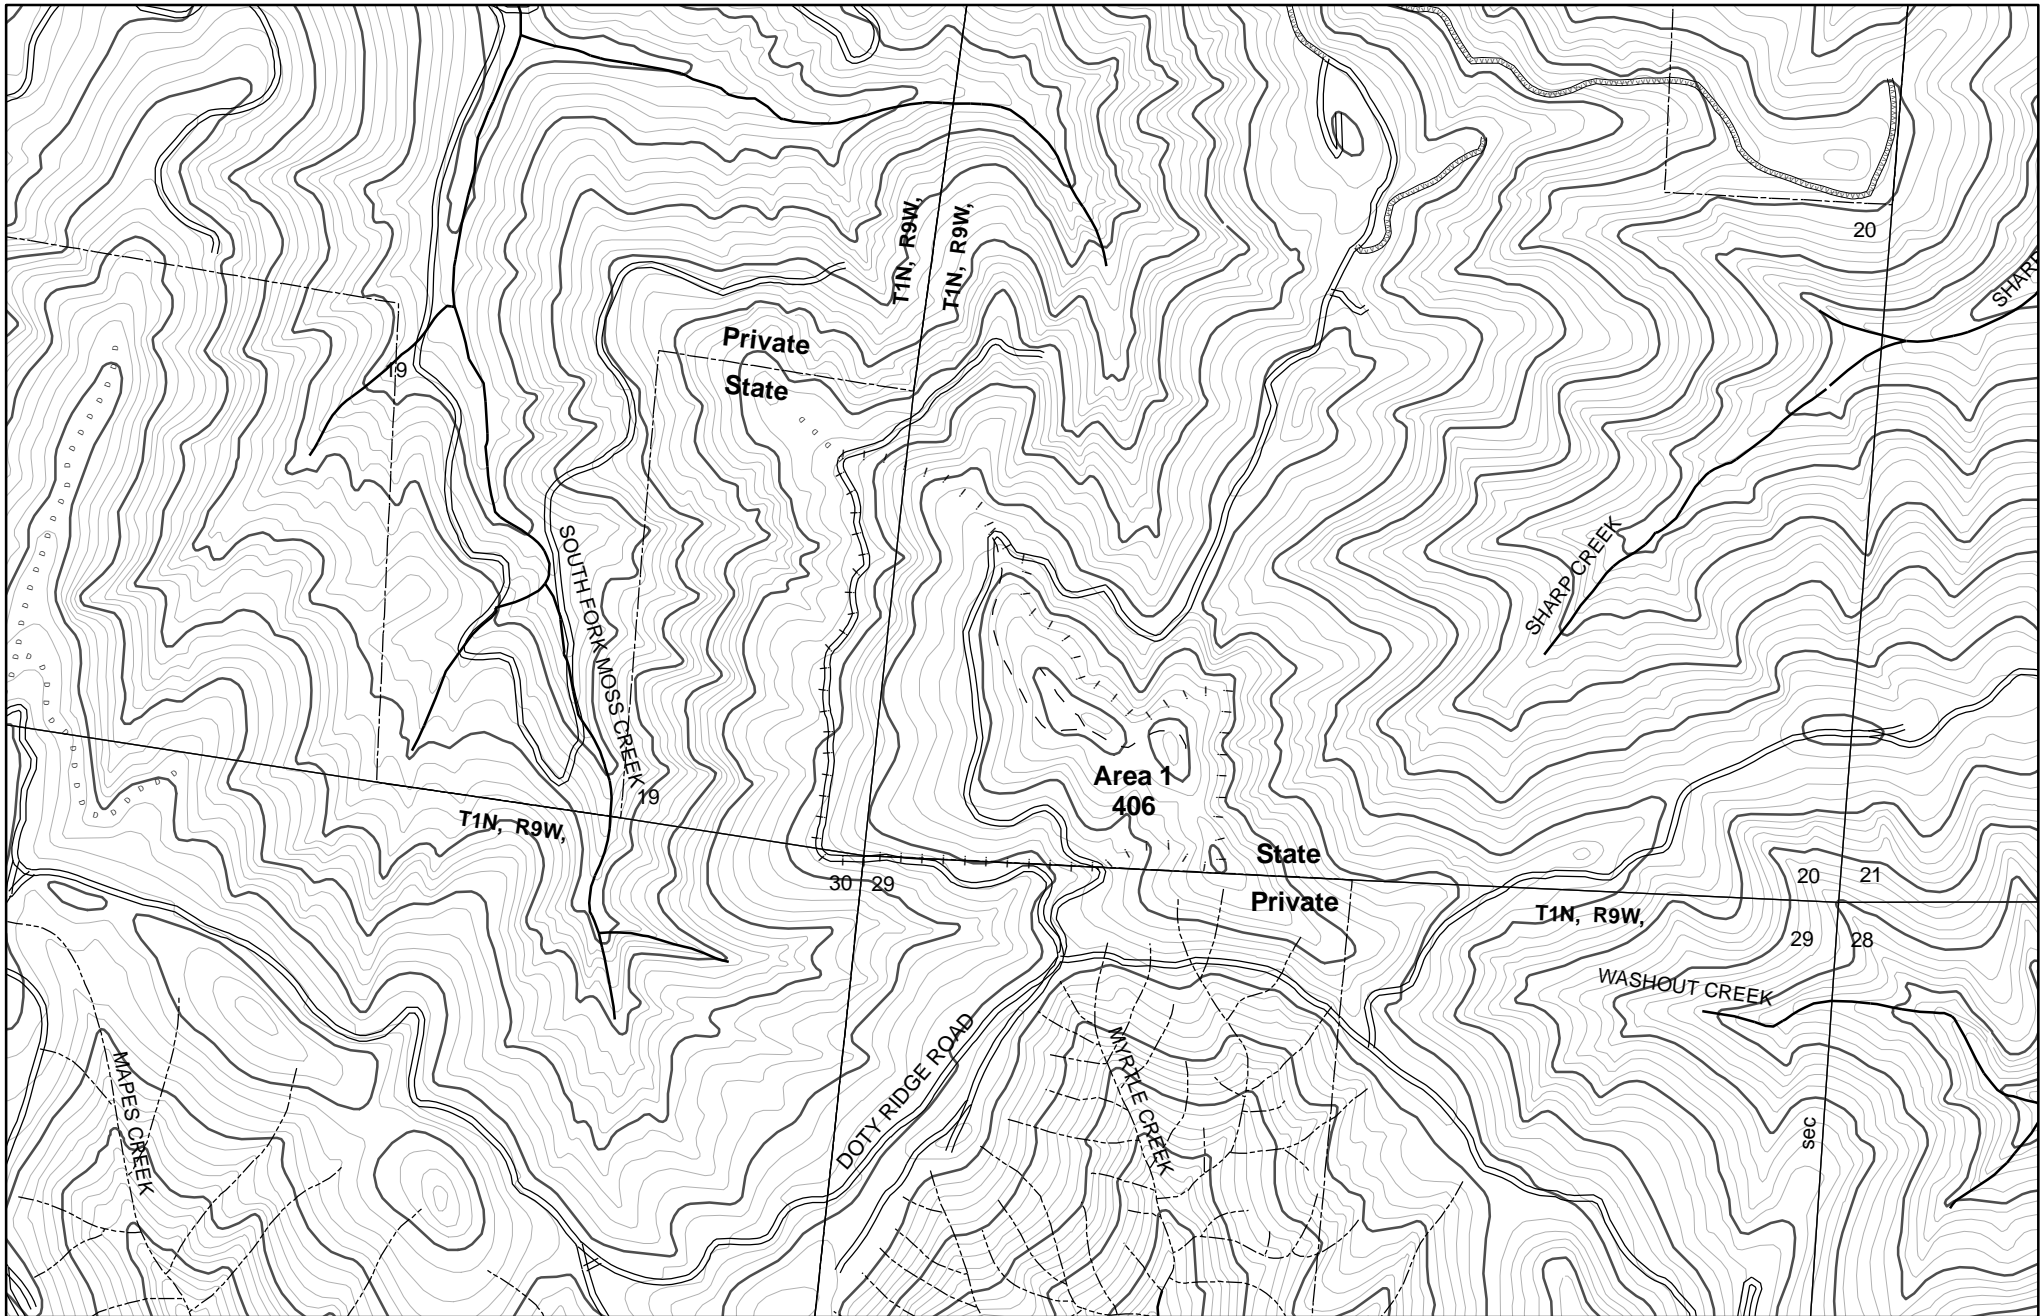 T1N, R9W,
T1N, R9W,
20
SHARP
Private
State
19
SHARP CREEK
SOUTH FORK MOSS CREEK
Area 1
406
19
T1N, R9W,
State
Private
30
29
20
21
T1N, R9W,
29
28
WASHOUT CREEK
DOTY RIDGE ROAD
MYRTLE CREEK
MAPES CREEK
sec